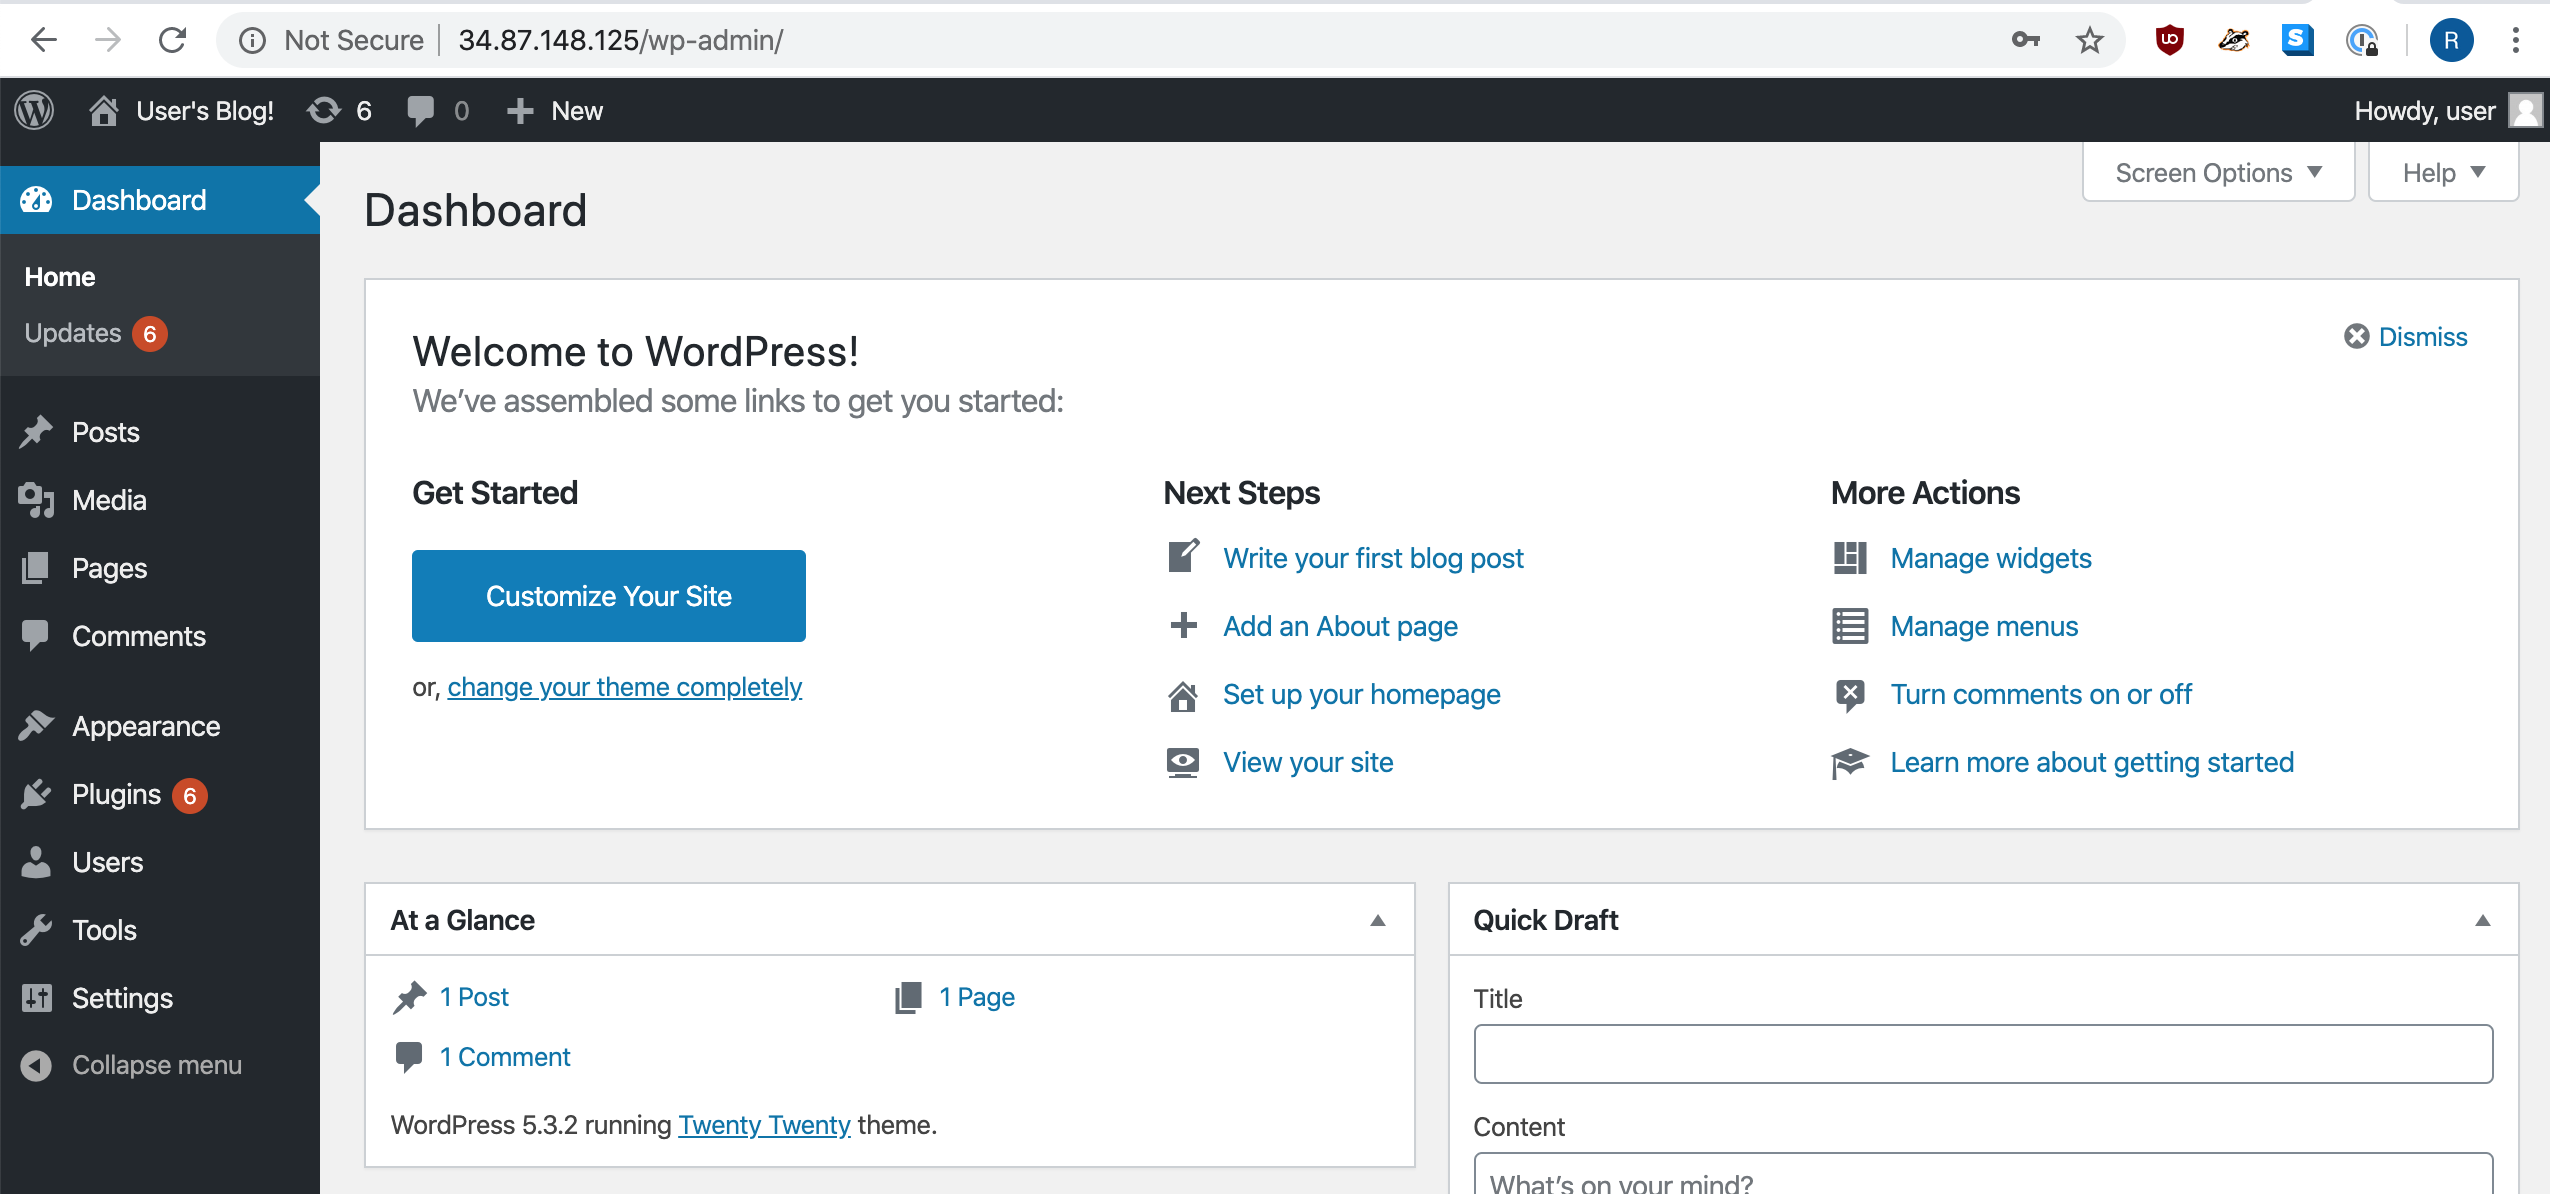 Not Secure 34.87.148.125/wp-admin/
R
User's Blog! 6 0 New
Howdy, user
Dashboard
Home
Updates 6
Posts
Media
Pages
Comments
Appearance
Plugins 6
Users
Tools
Settings
Collapse menu
Screen Options
Help
Dashboard
Welcome to WordPress!
Dismiss
We’ve assembled some links to get you started:
Get Started
Customize Your Site
or, change your theme completely
Next Steps
Write your first blog post
Add an About page
Set up your homepage
View your site
More Actions
Manage widgets
Manage menus
Turn comments on or off
Learn more about getting started
At a Glance
1 Post
1 Page
1 Comment
WordPress 5.3.2 running Twenty Twenty theme.
Quick Draft
Title
Content
What’s on your mind?